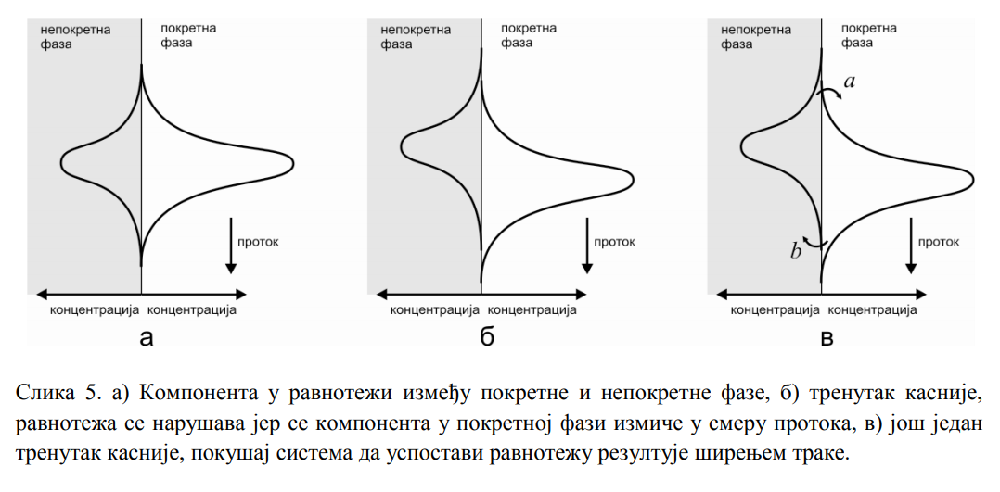 непокретна фаза
покретна фаза
проток
концентрација
концентрација
а
непокретна фаза
покретна фаза
проток
концентрација
концентрација
б
непокретна фаза
покретна фаза
a
b
проток
концентрација
концентрација
в
Слика 5. а) Компонента у равнотежи између покретне и непокретне фазе, б) тренутак касније,
равнотежа се нарушава јер се компонента у покретној фази измиче у смеру протока, в) још један
тренутак касније, покушај система да успостави равнотежу резултује ширењем траке.